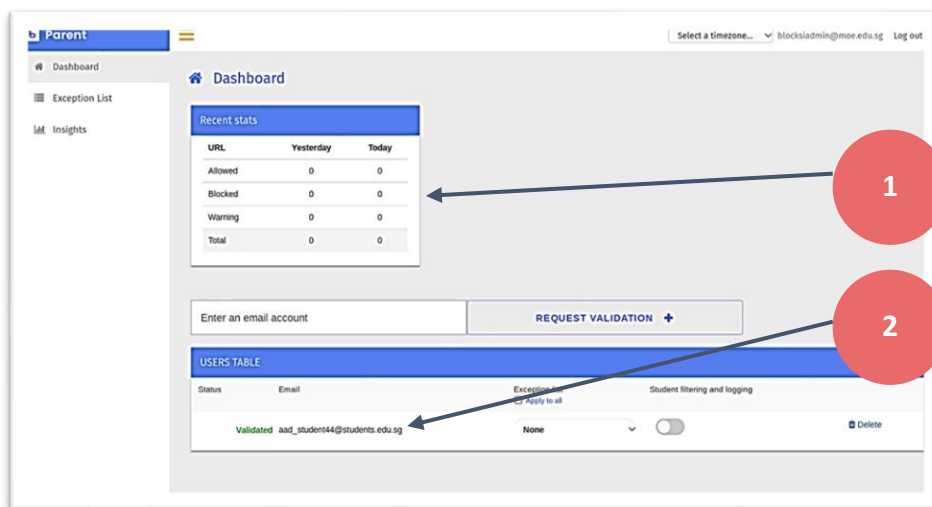 b Parent
Select a timezone... blocksiadmin@moe.edu.sg Log out
Dashboard
Exception List
Insights
Dashboard
Recent stats
URL Yesterday Today
Allowed 0 0
Blocked 0 0
Warning 0 0
Total 0 0
1
Enter an email account REQUEST VALIDATION +
2
USERS TABLE
Status Email Exception list Student filtering and logging
Apply to all
Validated aad_student44@students.edu.sg None Delete